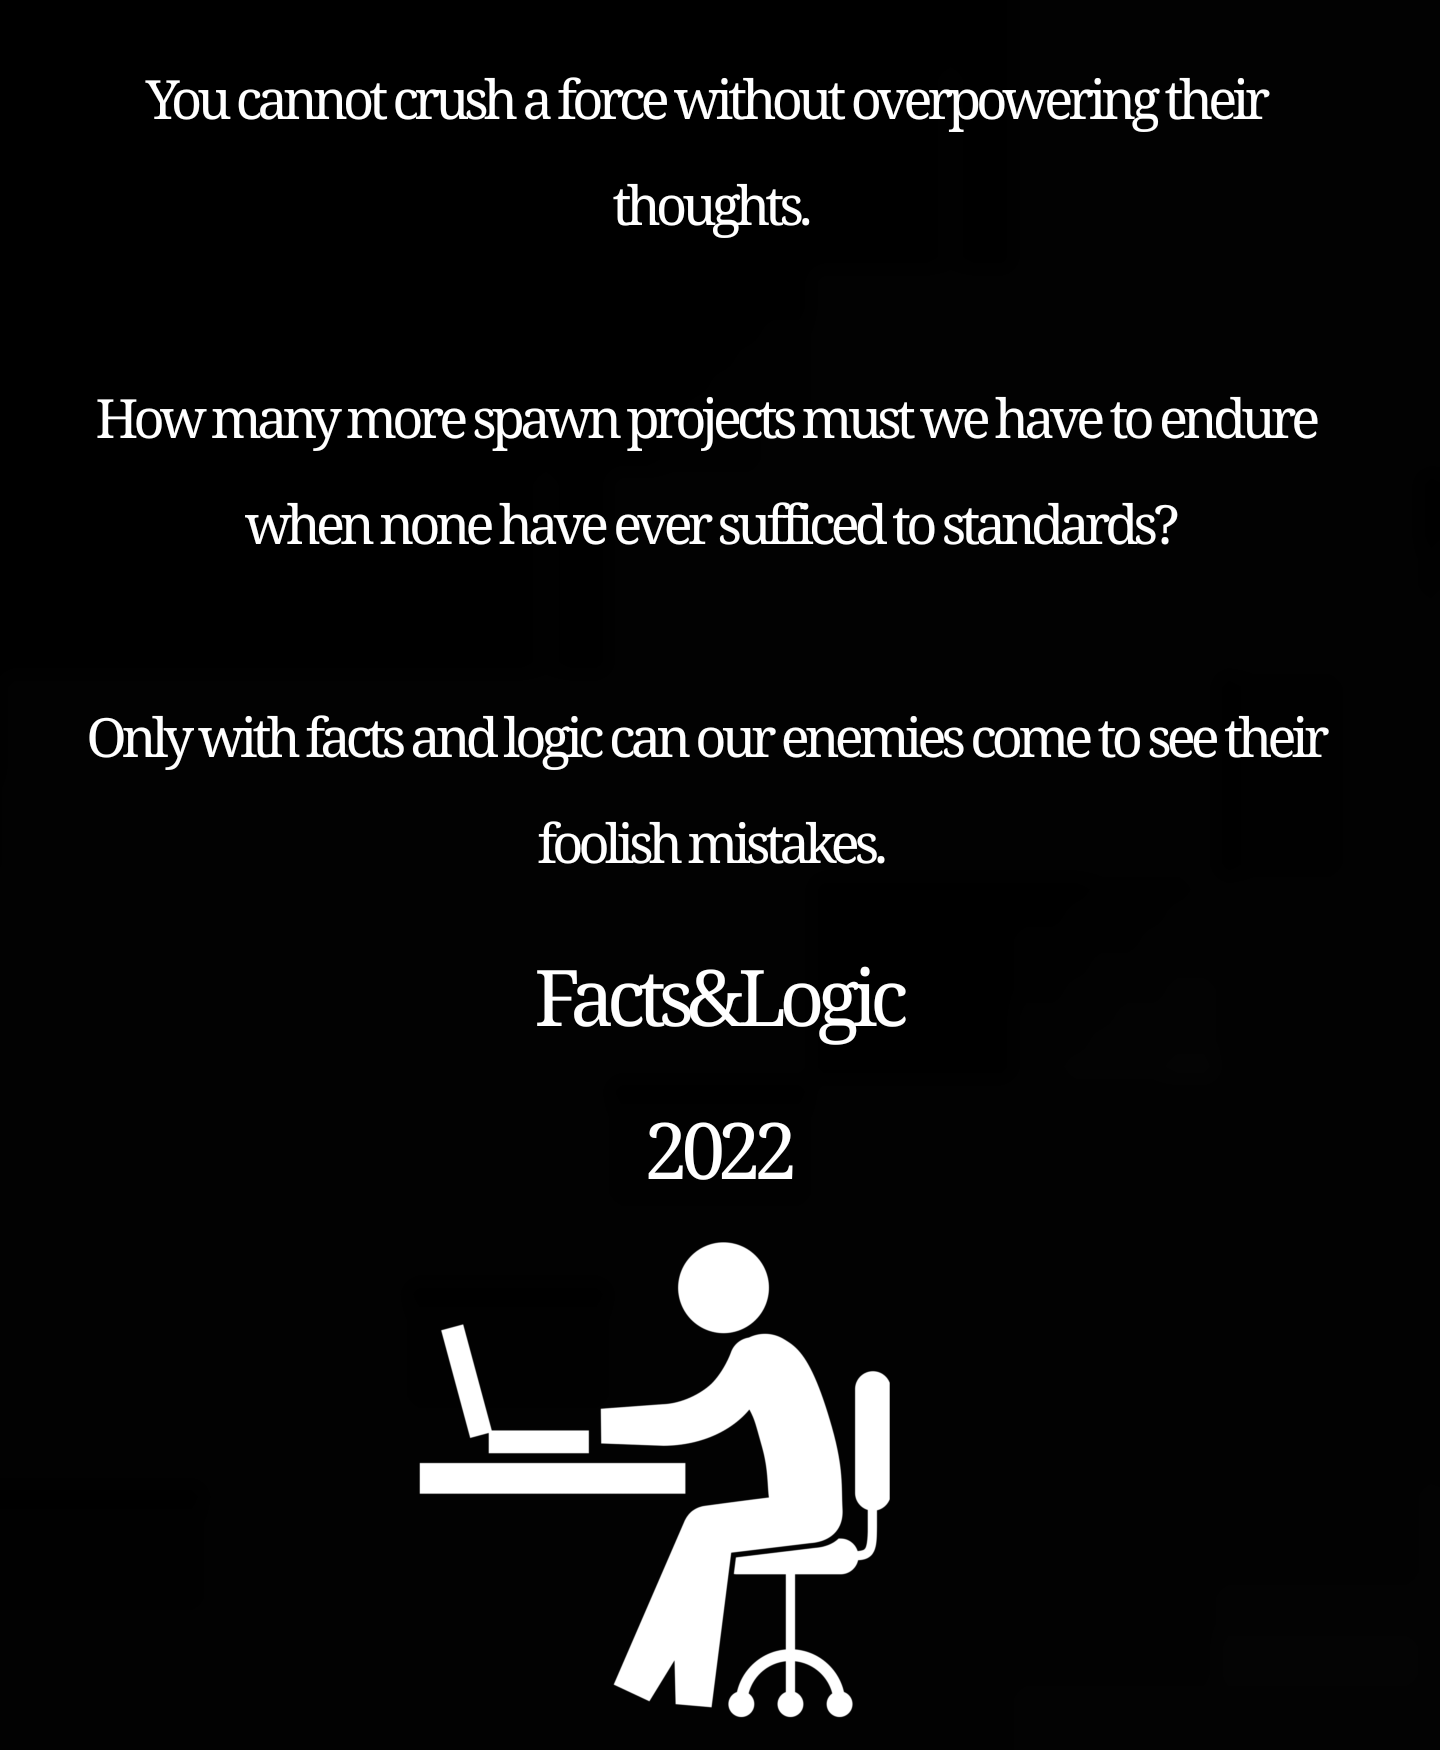 You cannot crush a force without overpowering their
thoughts.
How many more spawn projects must we have to endure
when none have ever sufficed to standards?
Only with facts and logic can our enemies come to see their
foolish mistakes.
Facts&Logic
2022